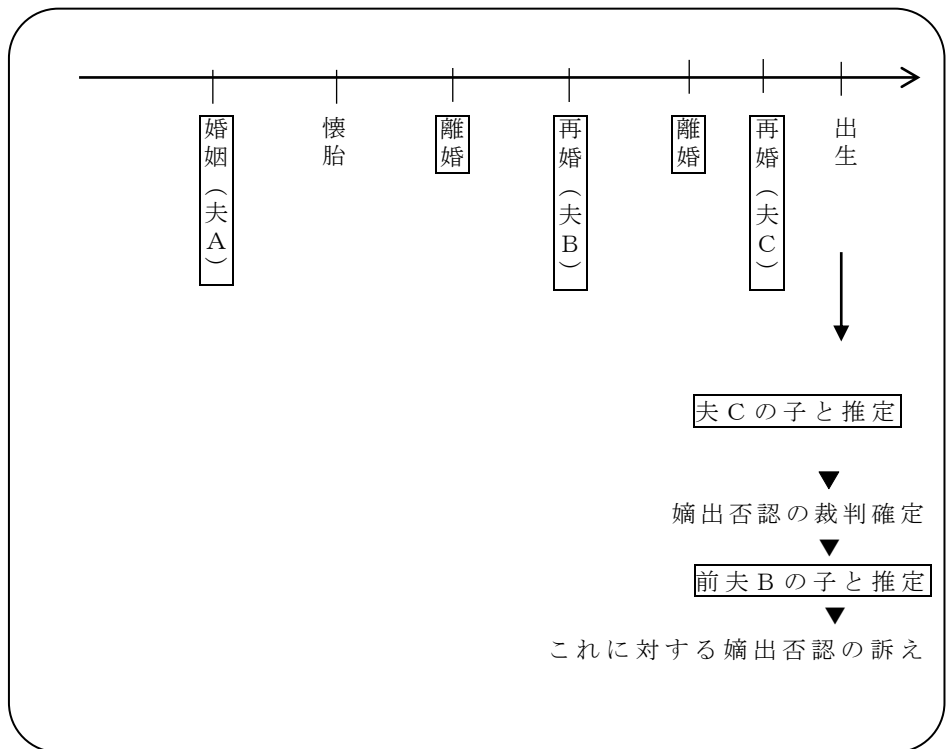 婚姻（夫A）
懐胎
離婚
再婚（夫B）
離婚
再婚（夫C）
出生
夫Cの子と推定
嫡出否認の裁判確定
前夫Bの子と推定
これに対する嫡出否認の訴え